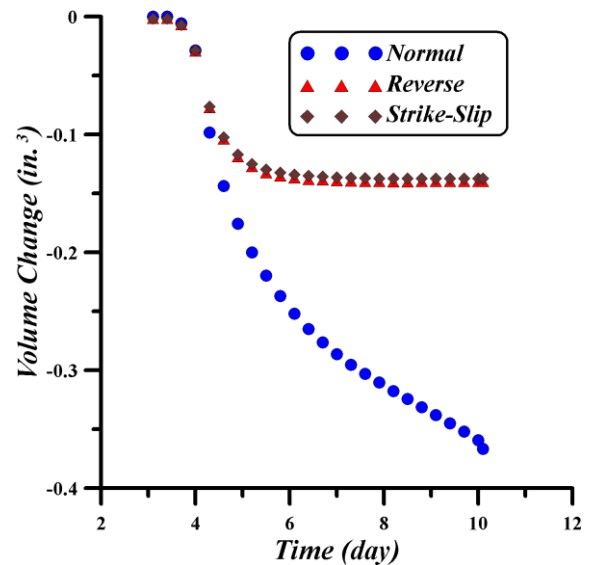 0
-0.1
-0.2
-0.3
-0.4
Volume Change (in. ³)
Normal
Reverse
Strike-Slip
2 4 6 8 10 12
Time (day)